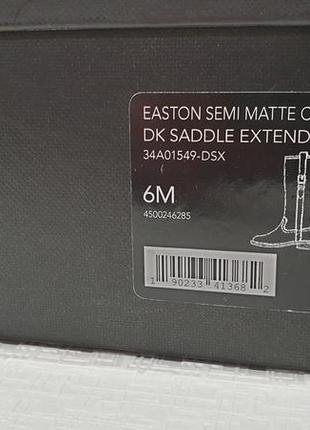 EASTON SEMI MATTE C
DK SADDLE EXTEND
34A01549-DSX
6M
4500246285
1 90233 41368 2